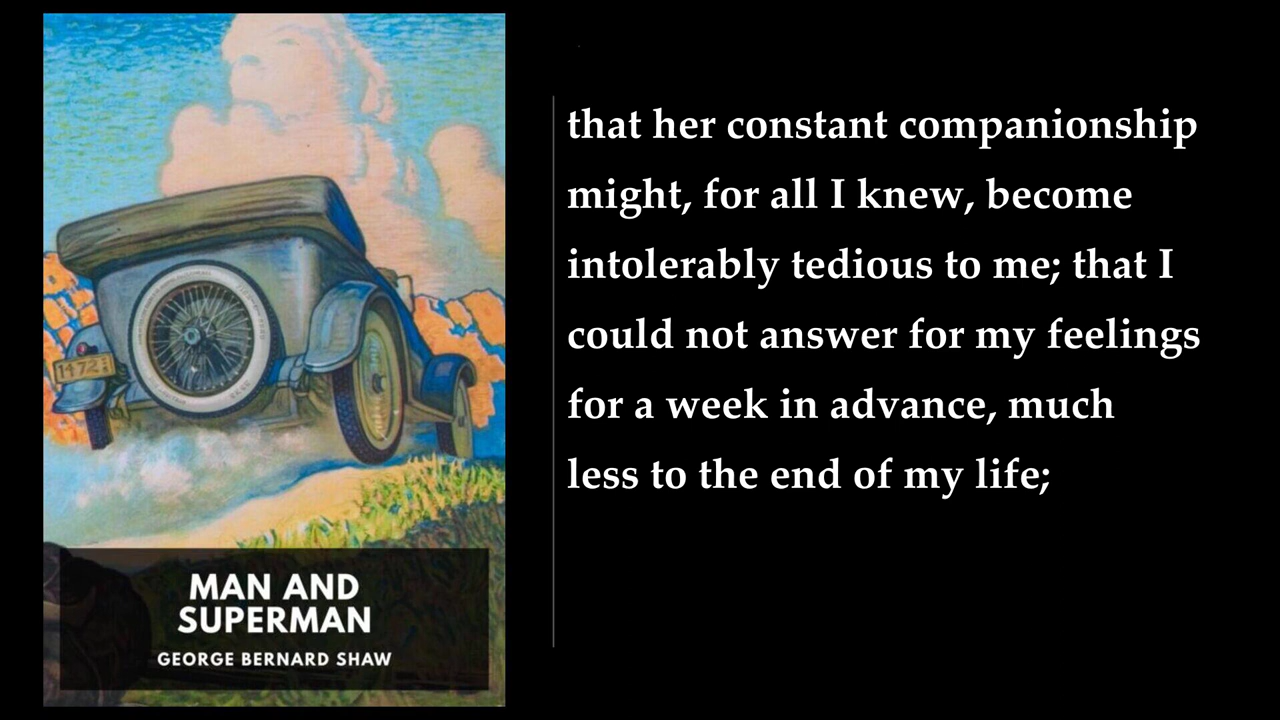 that her constant companionship
might, for all I knew, become
intolerably tedious to me; that I
could not answer for my feelings
for a week in advance, much
less to the end of my life;
1472
MAN AND
SUPERMAN
GEORGE BERNARD SHAW